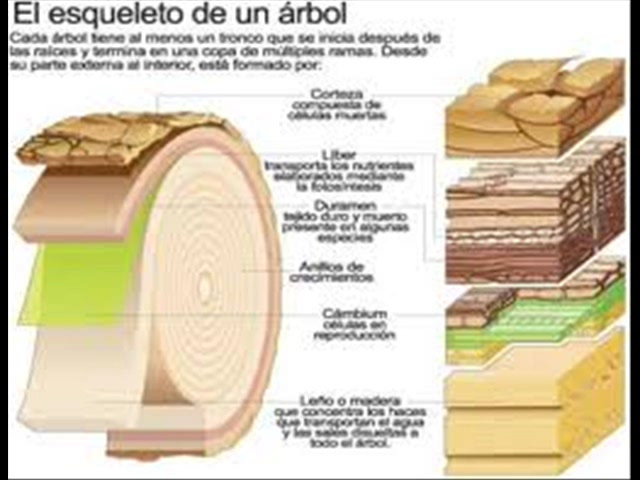 El esqueleto de un árbol
Cada árbol tiene al menos un tronco que se inicia después de
las raíces y termina en una copa de múltiples ramas. Desde
su parte externa al interior, está formado por:
Corteza
compuesta de
células muertas
Líber
transporta los nutrientes
elaborados mediante
la fotosíntesis
Duramen
tejido duro y muerto
presente en algunas
especies
Anillos de
crecimientos
Cámbium
células en
reproducción
Leño o madera
que concentra los haces
que transportan el agua
y las sales disueltas a
todo el árbol.